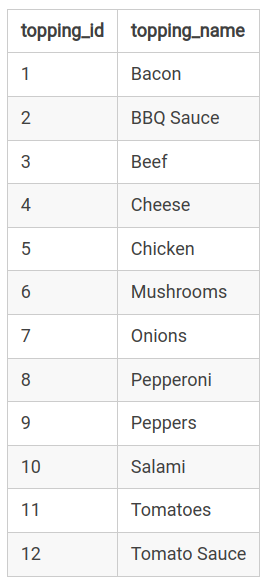 topping_id topping_name
1 Bacon
2 BBQ Sauce
3 Beef
4 Cheese
5 Chicken
6 Mushrooms
7 Onions
8 Pepperoni
9 Peppers
10 Salami
11 Tomatoes
12 Tomato Sauce